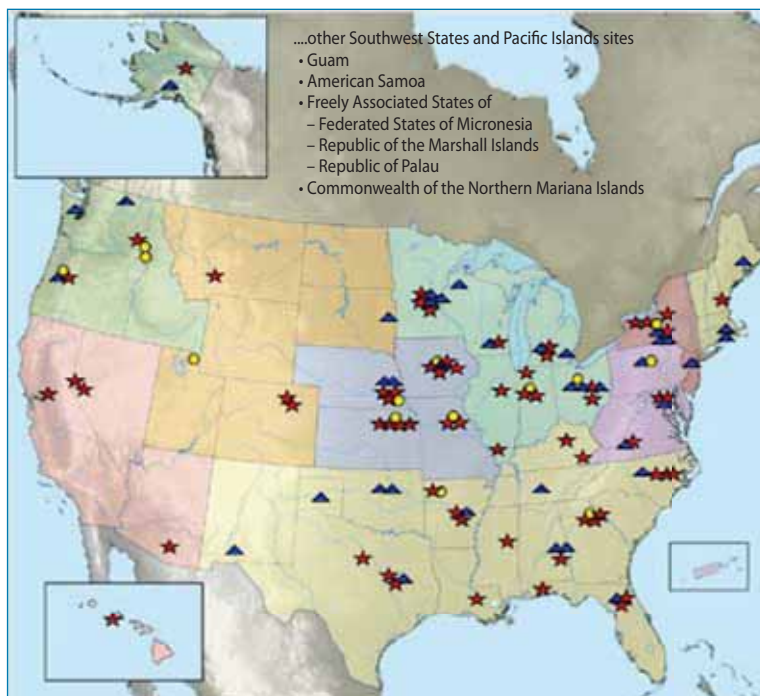 ....other Southwest States and Pacific Islands sites
• Guam
• American Samoa
• Freely Associated States of
– Federated States of Micronesia
– Republic of the Marshall Islands
– Republic of Palau
• Commonwealth of the Northern Mariana Islands